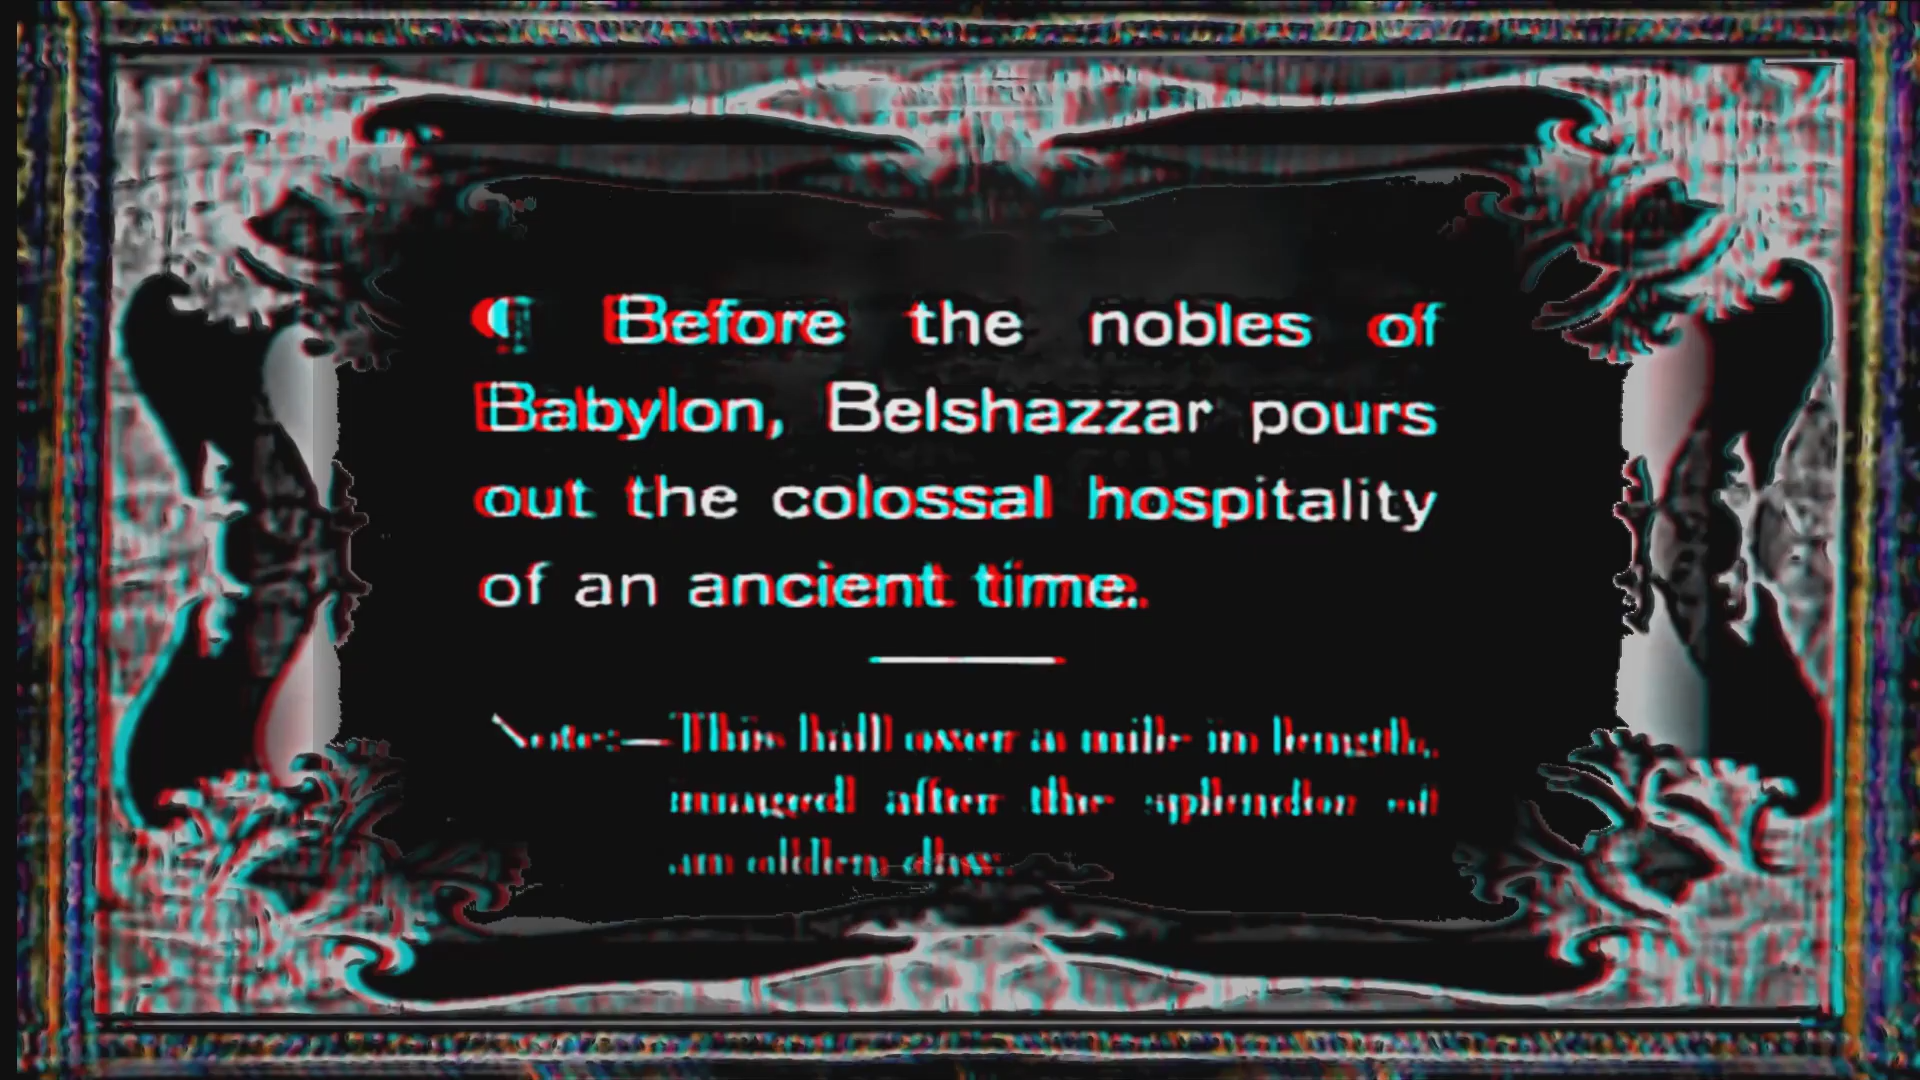 ¶ Before the nobles of
Babylon, Belshazzar pours
out the colossal hospitality
of an ancient time.
Note:—This hall over a mile in length,
imaged after the splendor of
an olden day.